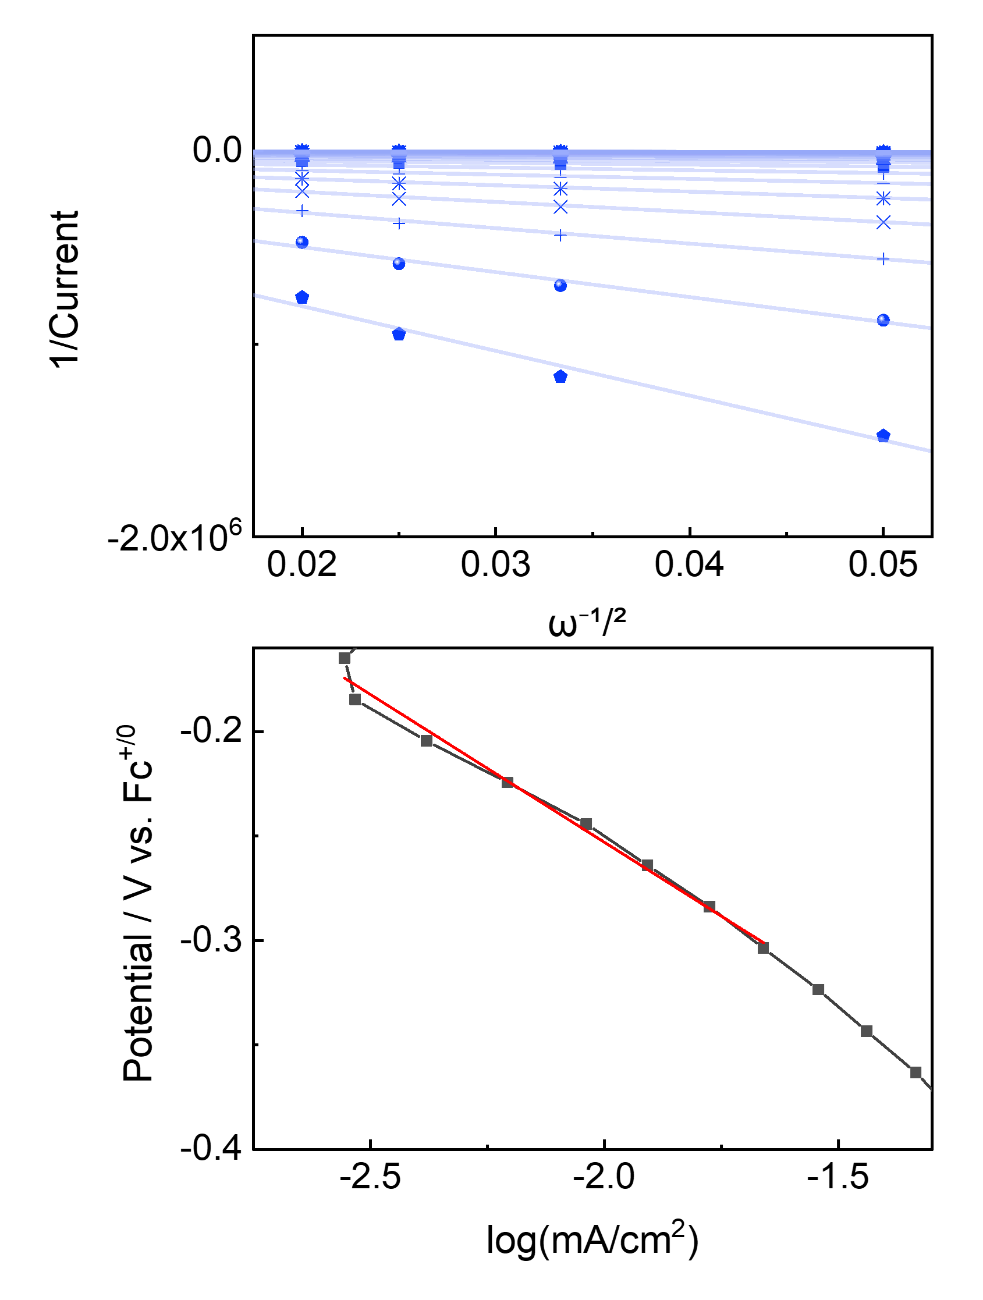 1/Current
0.0
-2.0x10⁶
0.02 0.03 0.04 0.05
ω⁻¹/²
Potential / V vs. Fc⁺/⁰
-0.2
-0.3
-0.4
-2.5 -2.0 -1.5
log(mA/cm²)